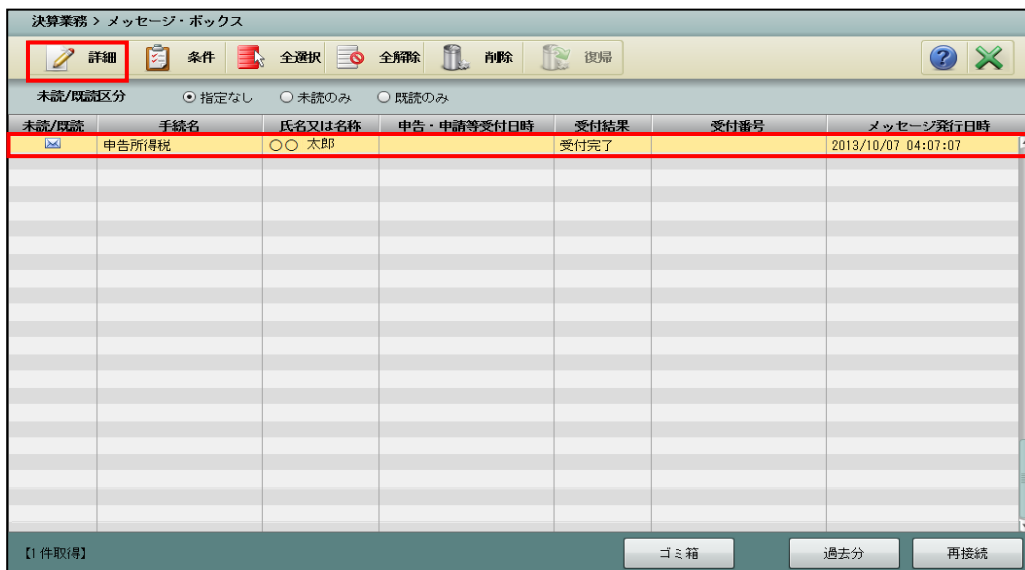 決算業務 > メッセージ・ボックス
詳細 条件 全選択 全解除 削除 復帰
未読/既読区分 指定なし 未読のみ 既読のみ
未読/既読 手続名 氏名又は名称 申告・申請等受付日時 受付結果 受付番号 メッセージ発行日時
申告所得税 〇〇 太郎 受付完了 2013/10/07 04:07:07
【1件取得】 ゴミ箱 過去分 再接続